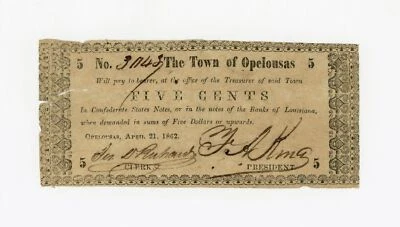 5 No. 3048 The Town of Opelousas 5
Will pay to bearer, at the office of the Treasurer of said Town
FIVE CENTS
In Confederate States Notes, or in the notes of the Banks of Louisiana,
when demanded in sums of Five Dollars or upwards.
OPELOUSAS, APRIL 21, 1862.
5 CLERK PRESIDENT 5